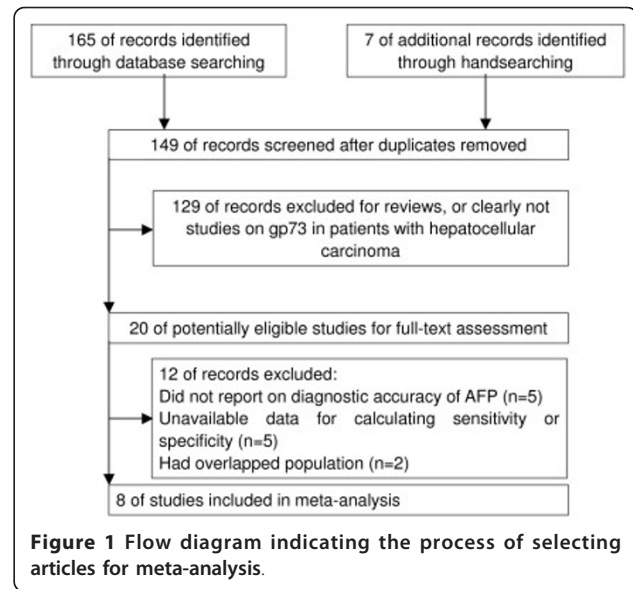 165 of records identified
through database searching
7 of additional records identified
through handsearching
149 of records screened after duplicates removed
129 of records excluded for reviews, or clearly not
studies on gp73 in patients with hepatocellular
carcinoma
20 of potentially eligible studies for full-text assessment
12 of records excluded:
Did not report on diagnostic accuracy of AFP (n=5)
Unavailable data for calculating sensitivity or
specificity (n=5)
Had overlapped population (n=2)
8 of studies included in meta-analysis
Figure 1 Flow diagram indicating the process of selecting
articles for meta-analysis.